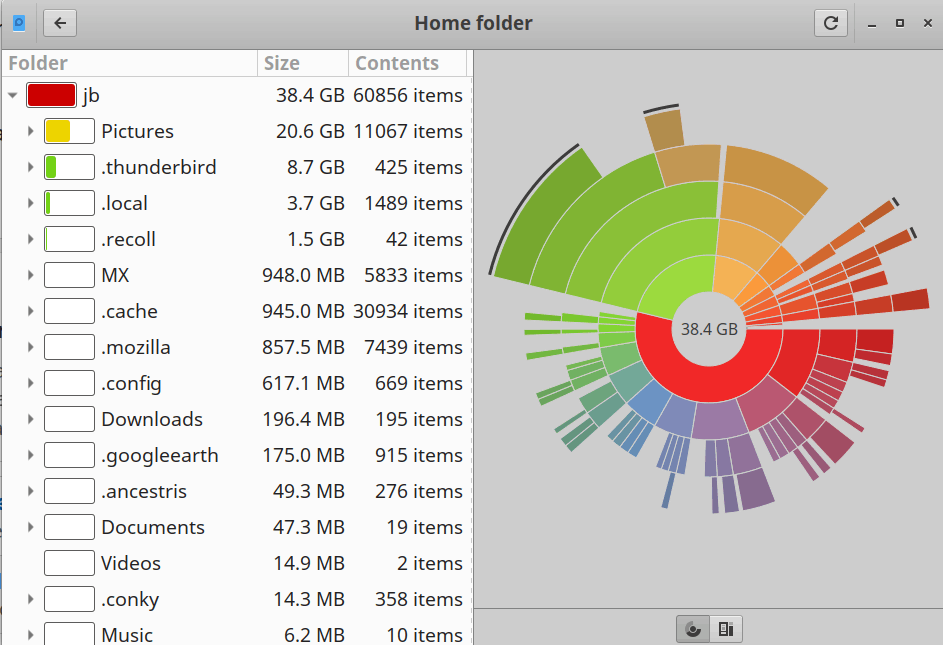 Home folder
Folder Size Contents
jb 38.4 GB 60856 items
Pictures 20.6 GB 11067 items
.thunderbird 8.7 GB 425 items
.local 3.7 GB 1489 items
.recoll 1.5 GB 42 items
MX 948.0 MB 5833 items
.cache 945.0 MB 30934 items
.mozilla 857.5 MB 7439 items
.config 617.1 MB 669 items
Downloads 196.4 MB 195 items
.googleearth 175.0 MB 915 items
.ancestris 49.3 MB 276 items
Documents 47.3 MB 19 items
Videos 14.9 MB 2 items
.conky 14.3 MB 358 items
Music 6.2 MB 10 items
38.4 GB